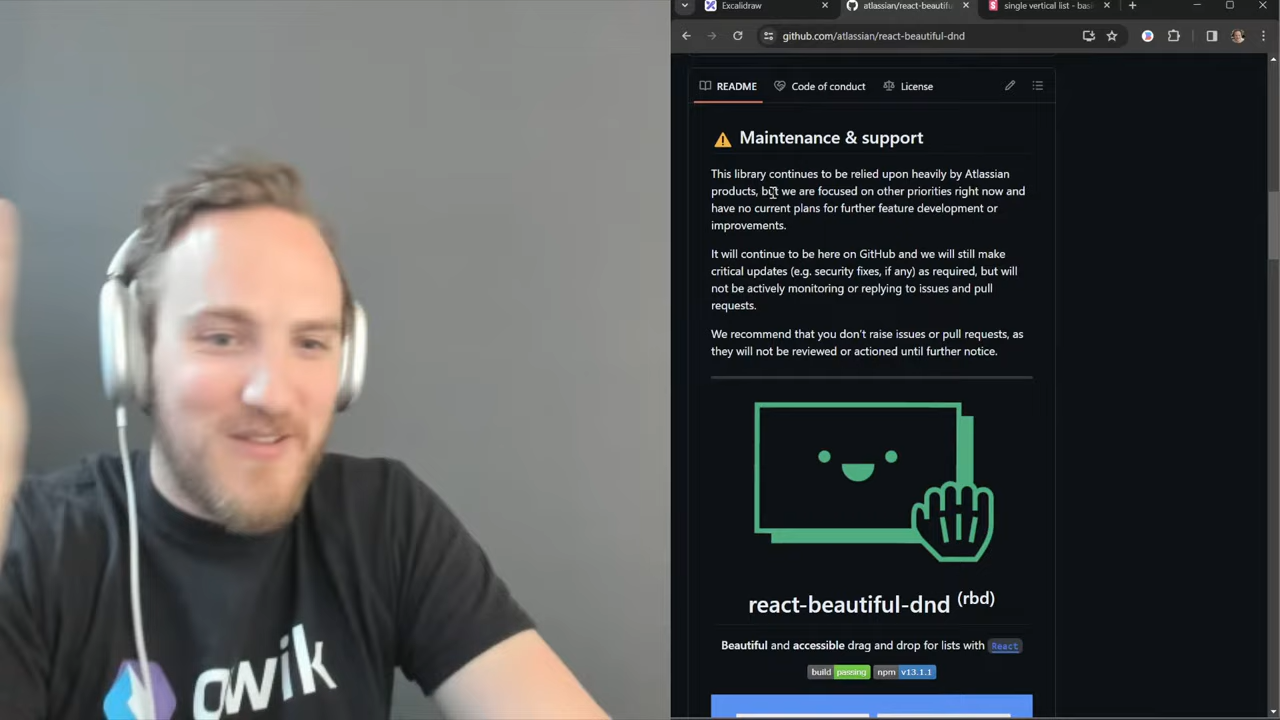 Excalidraw
atlassian/react-beautifu
single vertical list - basi
github.com/atlassian/react-beautiful-dnd
README
Code of conduct
License
Maintenance & support
This library continues to be relied upon heavily by Atlassian
products, but we are focused on other priorities right now and
have no current plans for further feature development or
improvements.
It will continue to be here on GitHub and we will still make
critical updates (e.g. security fixes, if any) as required, but will
not be actively monitoring or replying to issues and pull
requests.
We recommend that you don't raise issues or pull requests, as
they will not be reviewed or actioned until further notice.
react-beautiful-dnd (rbd)
Beautiful and accessible drag and drop for lists with React
build passing npm v13.1.1
qwik